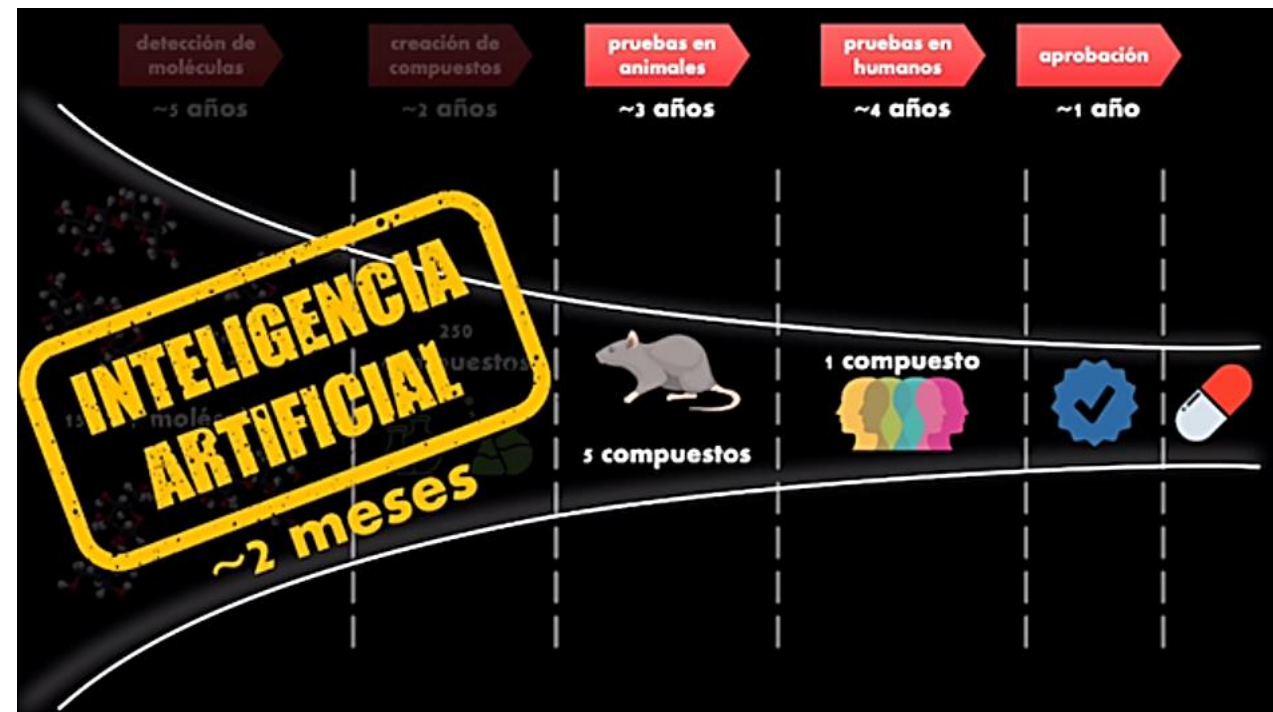 detección de
moléculas
~5 años
creación de
compuestos
~2 años
pruebas en
animales
~3 años
pruebas en
humanos
~4 años
aprobación
~1 año
INTELIGENCIA
ARTIFICIAL
~2 meses
250
5 compuestos
1 compuesto